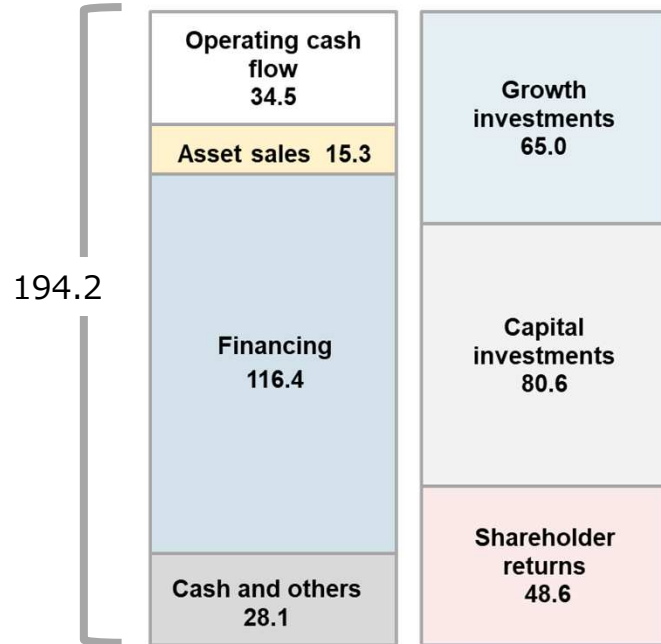 194.2
Operating cash
flow
34.5
Asset sales 15.3
Financing
116.4
Cash and others
28.1
Growth
investments
65.0
Capital
investments
80.6
Shareholder
returns
48.6